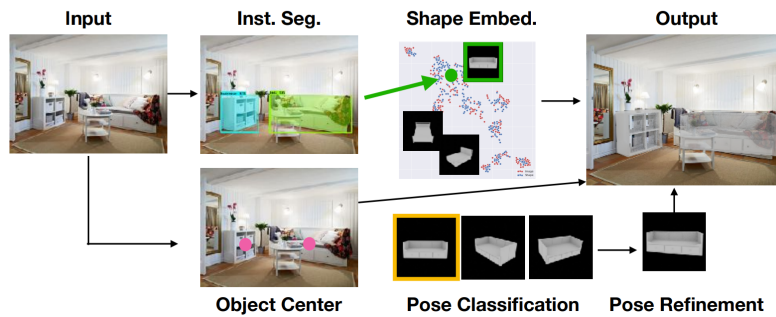 Input
Inst. Seg.
Shape Embed.
Output
Object Center
Pose Classification
Pose Refinement